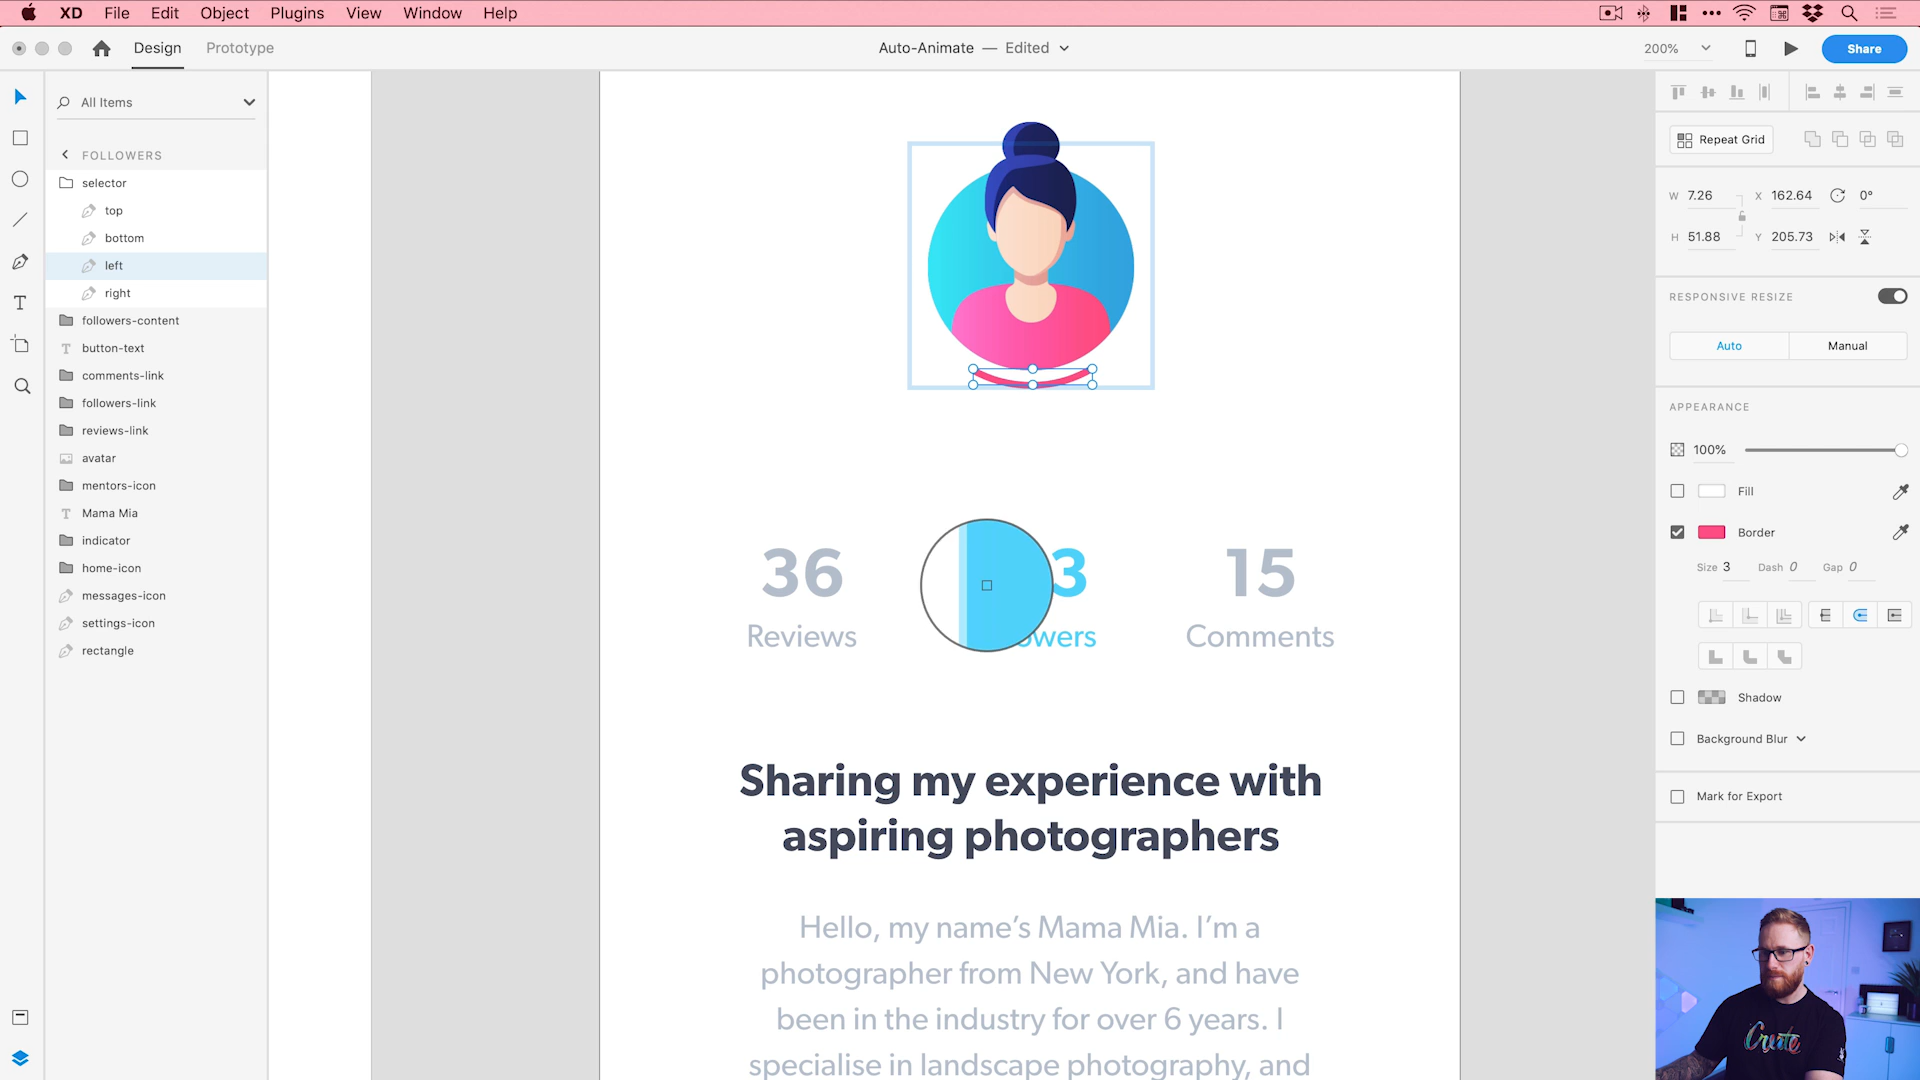 XD File Edit Object Plugins View Window Help
Design Prototype
Auto-Animate — Edited
200%
Share
All Items
FOLLOWERS
selector
top
bottom
left
right
followers-content
button-text
comments-link
followers-link
reviews-link
avatar
mentors-icon
Mama Mia
indicator
home-icon
messages-icon
settings-icon
rectangle
36
3
15
Reviews
owers
Comments
Sharing my experience with
aspiring photographers
Hello, my name’s Mama Mia. I’m a
photographer from New York, and have
been in the industry for over 6 years. I
specialise in landscape photography, and
Repeat Grid
W 7.26 X 162.64 0°
H 51.88 Y 205.73
RESPONSIVE RESIZE
Auto Manual
APPEARANCE
100%
Fill
Border
Size 3 Dash 0 Gap 0
Shadow
Background Blur
Mark for Export
Create